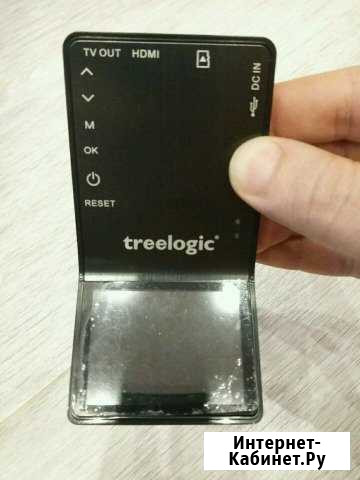 TV OUT HDMI
DC IN
M
OK
RESET
treelogic
Интернет-
Кабинет.Ру